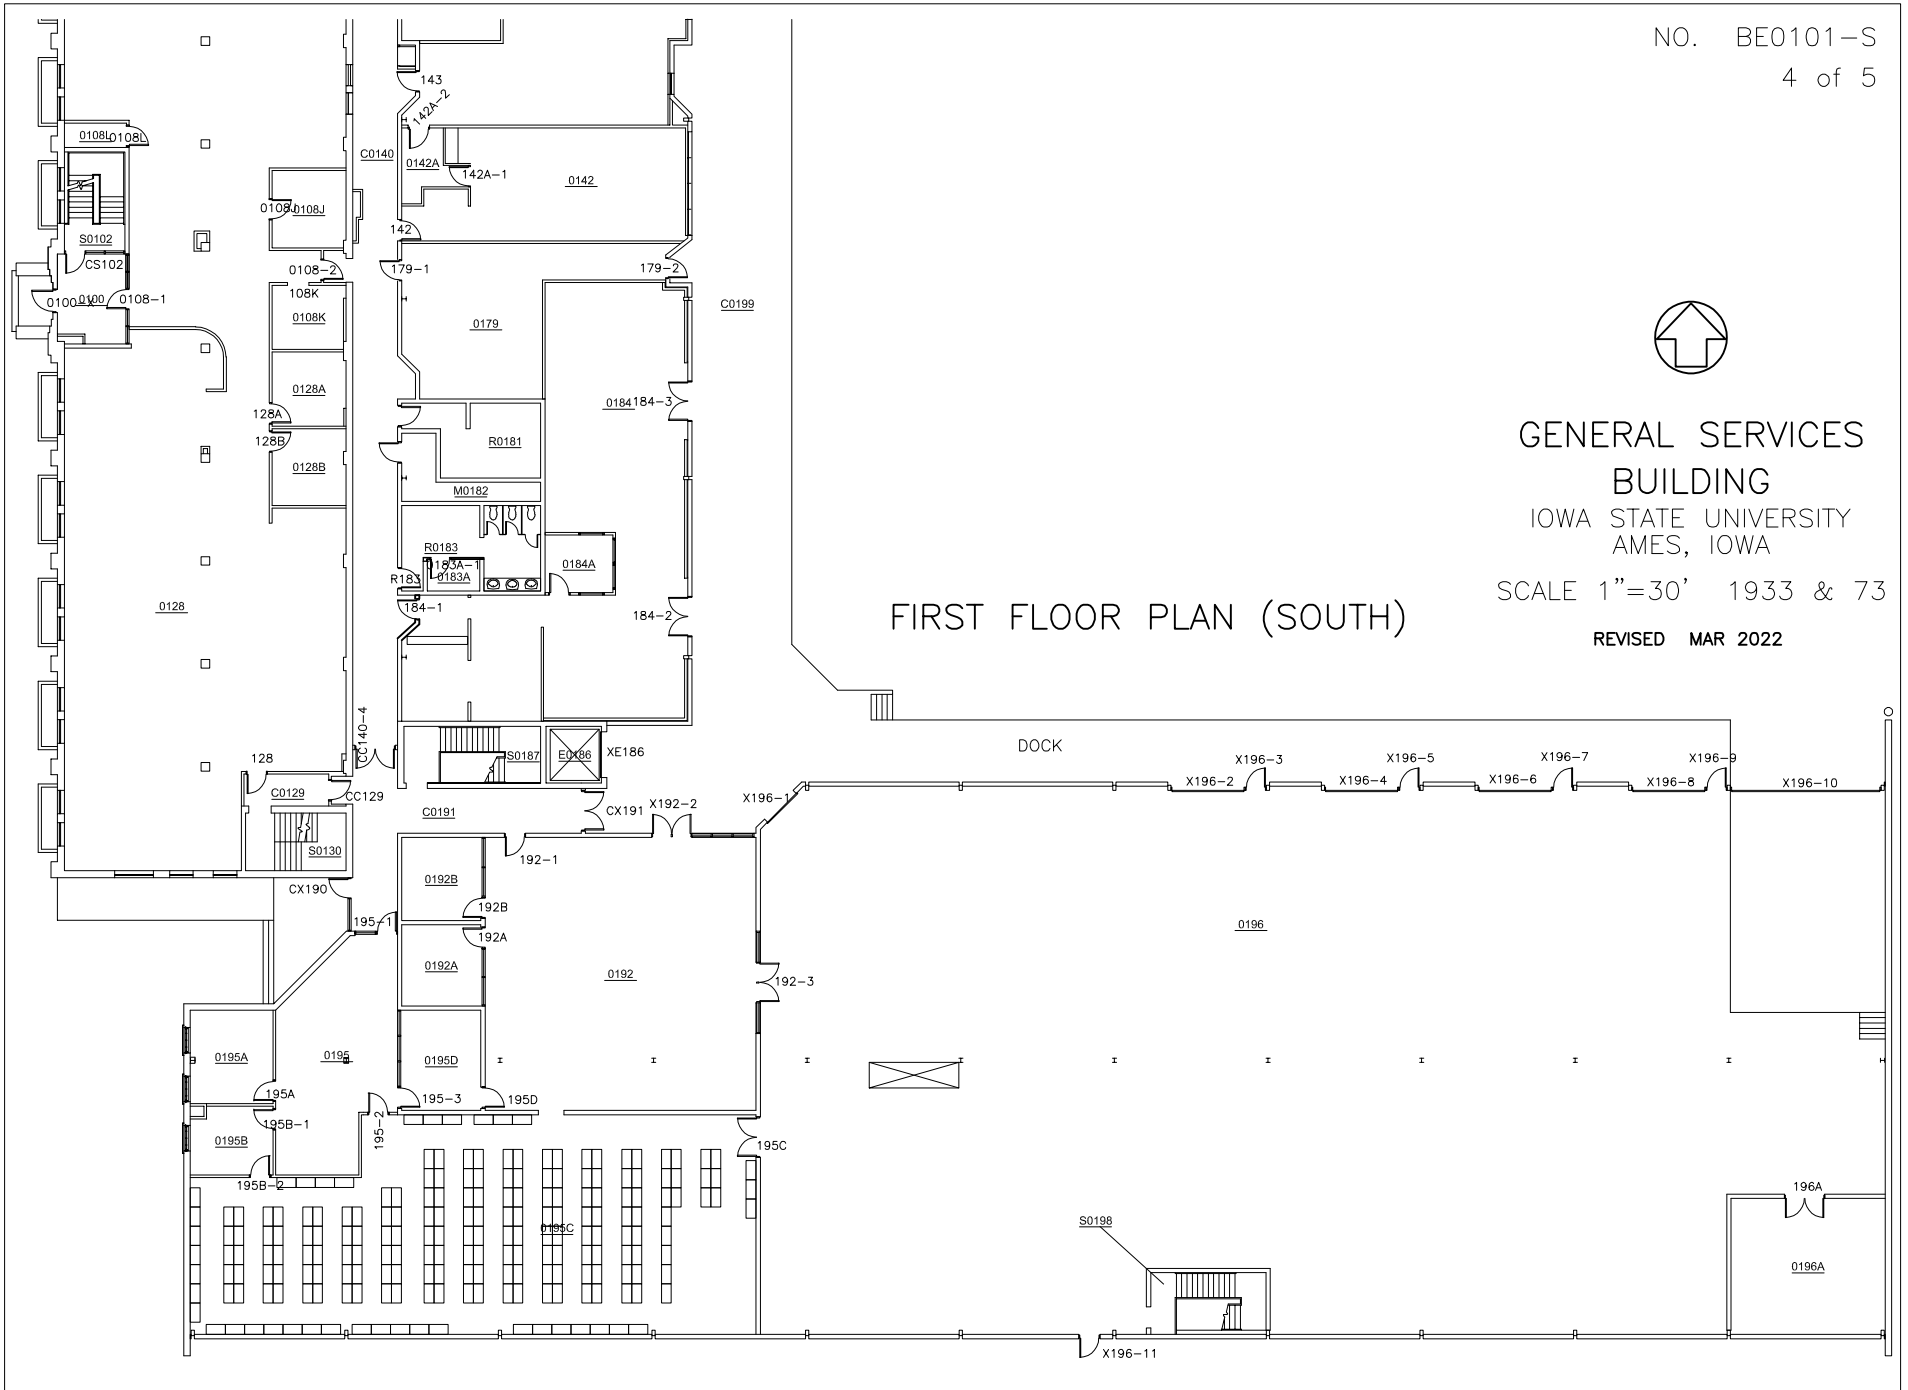 NO. BE0101-S
4 of 5
143
142A-2
0108L
0108L
C0140
0142A
142A-1
0142
0108J
0108J
142
S0102
CS102
0108-2
179-1
179-2
0100-X
0100
0108-1
108K
C0199
0108K
0179
0128A
128A
0184
184-3
128B
R0181
0128B
M0182
GENERAL SERVICES
BUILDING
IOWA STATE UNIVERSITY
AMES, IOWA
SCALE 1"=30' 1933 & 73
REVISED MAR 2022
FIRST FLOOR PLAN (SOUTH)
R0183
0183A-1
0183A
R183
0184A
0128
184-1
184-2
CC140-4
128
S0187
E0186
XE186
DOCK
C0129
CC129
C0191
CX191
X192-2
X196-1
X196-2
X196-3
X196-4
X196-5
X196-6
X196-7
X196-8
X196-9
X196-10
S0130
192-1
CX190
0192B
192B
195-1
192A
0192A
0192
192-3
0196
0195A
0195
0195D
195A
195-3
195D
195B-1
195-2
0195B
195C
195B-2
196A
0195C
S0198
0196A
X196-11